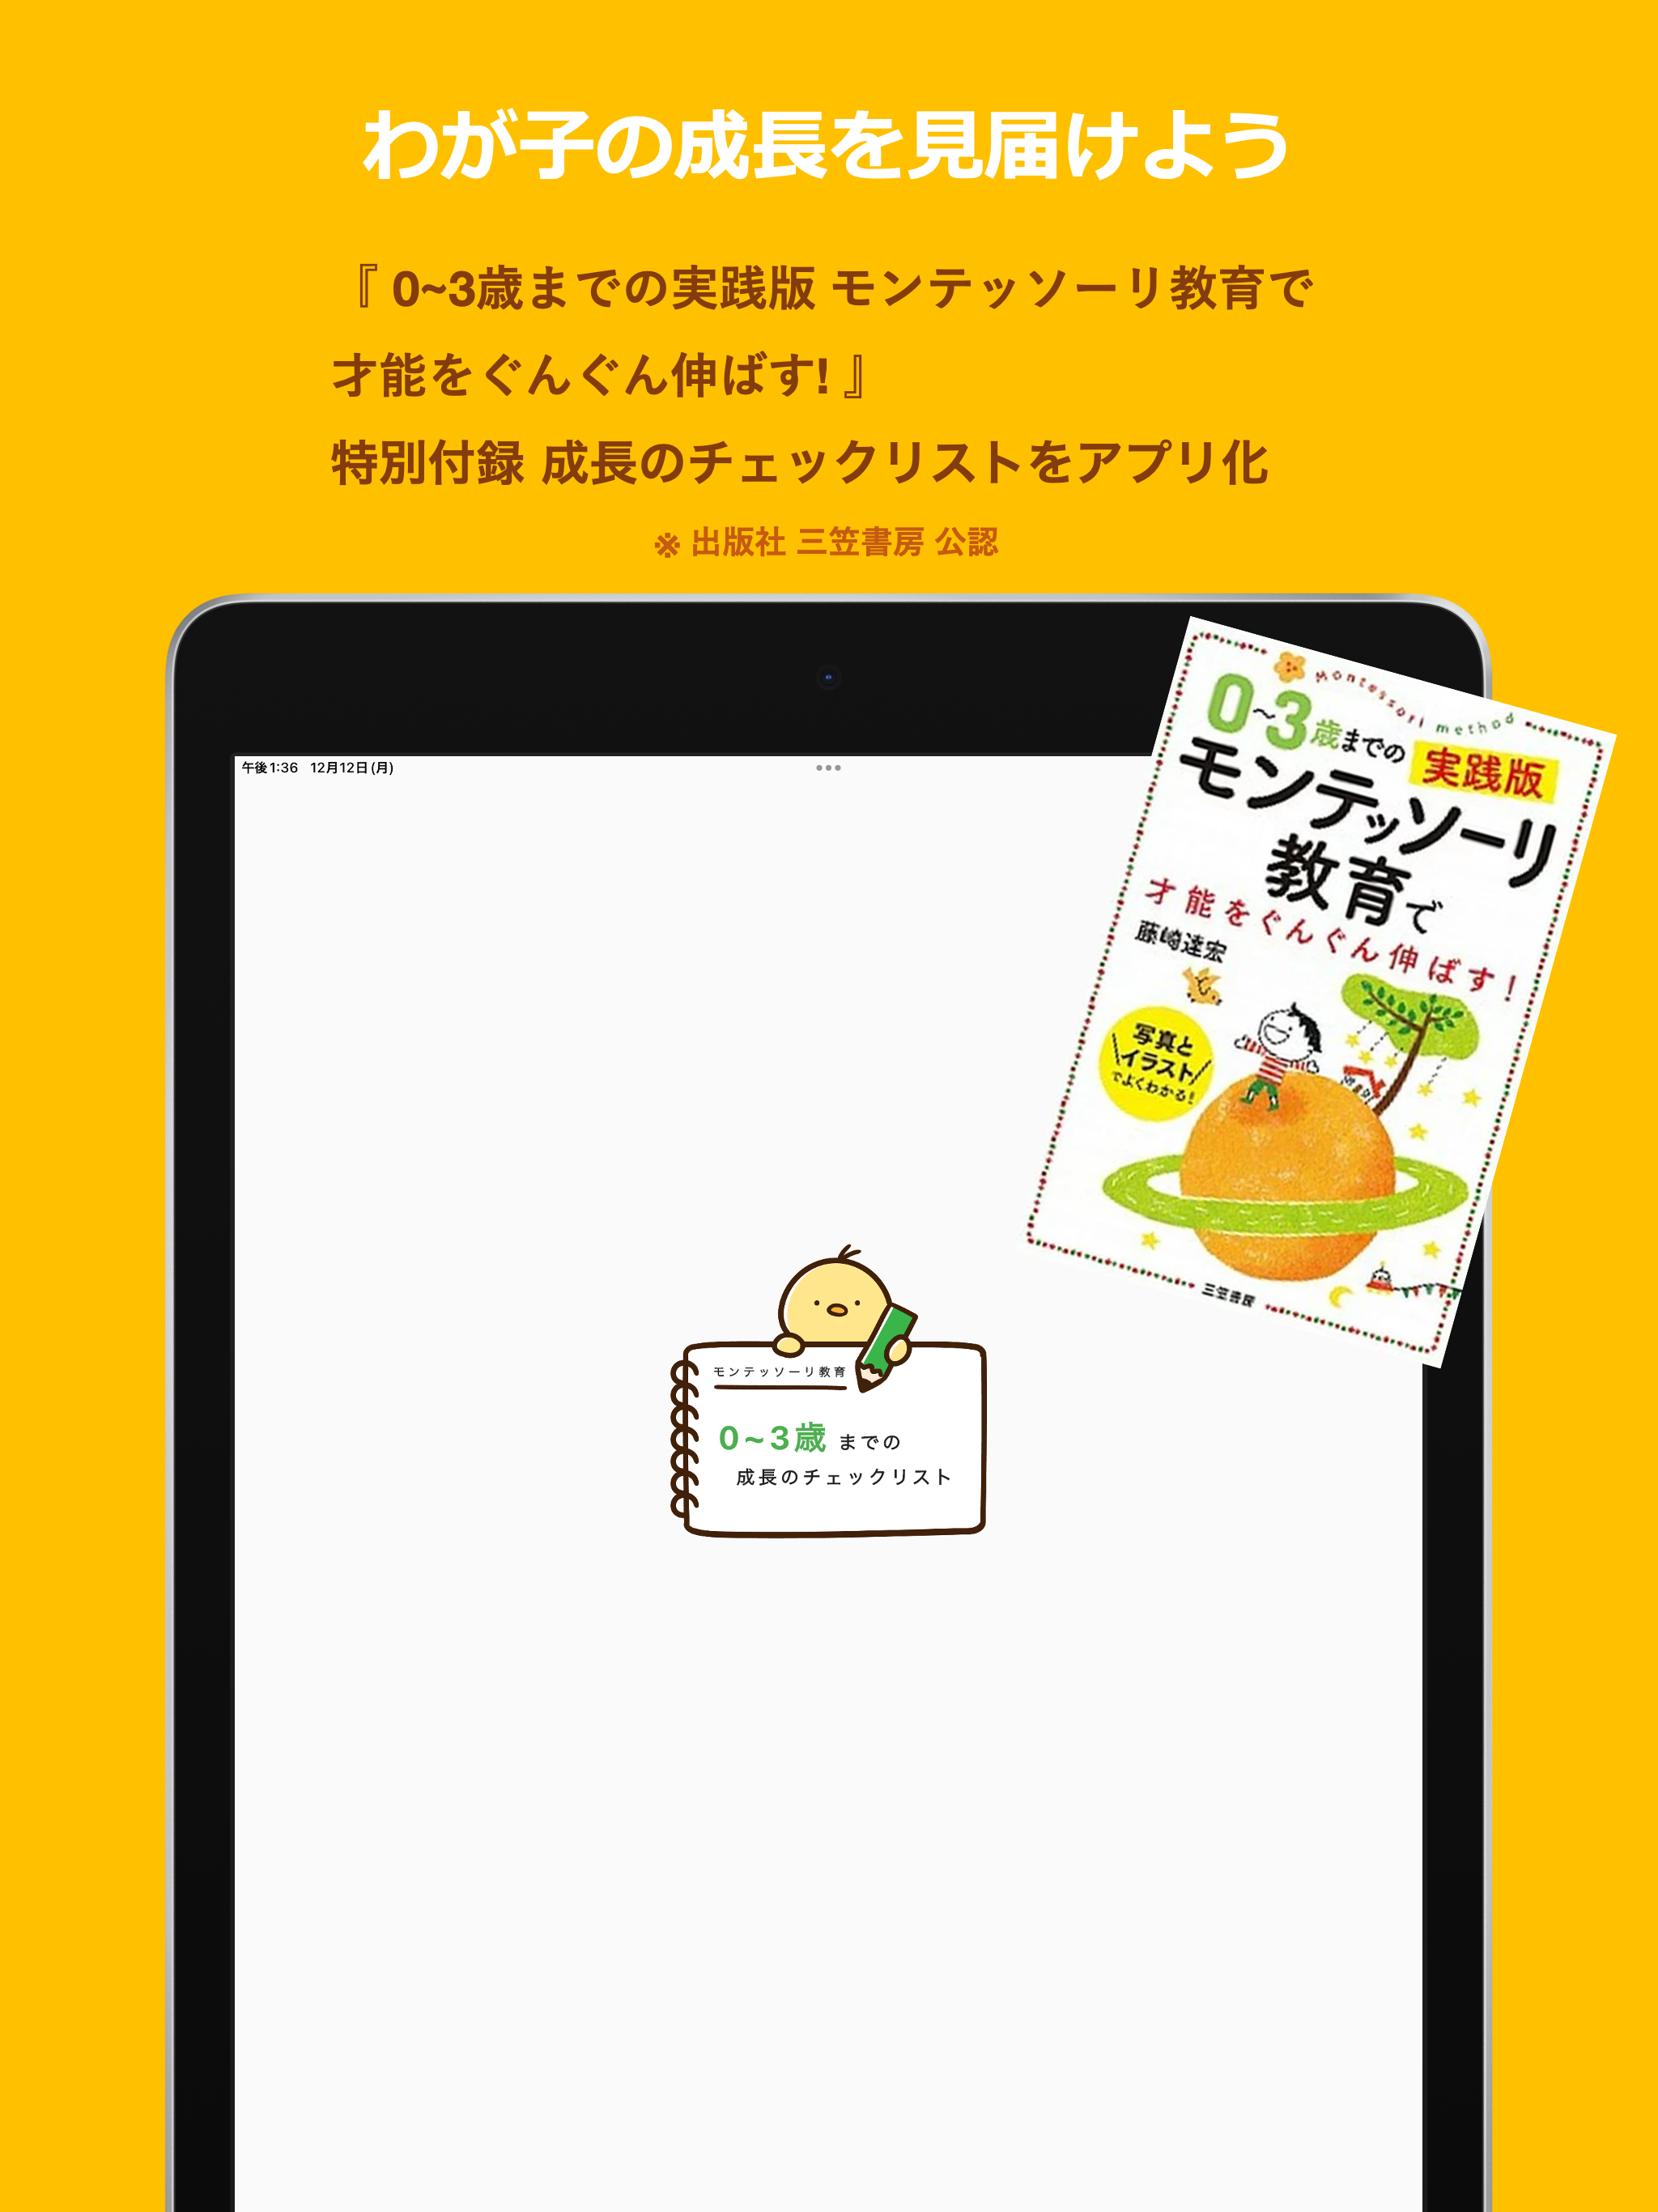 わが子の成長を見届けよう
『 0~3歳までの実践版 モンテッソーリ教育で
才能をぐんぐん伸ばす! 』
特別付録 成長のチェックリストをアプリ化
※ 出版社 三笠書房 公認
午後1:36 12月12日(月)
montessori method
0~3歳までの 実践版
モンテッソーリ
教育で
才能をぐんぐん伸ばす!
藤崎達宏
写真と
イラスト
でよくわかる!
三笠書房
モンテッソーリ教育
0~3歳 までの
成長のチェックリスト